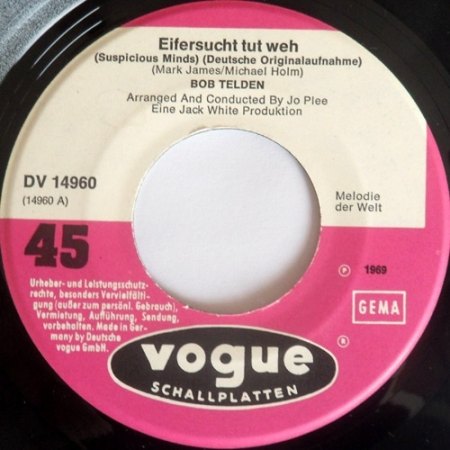 Eifersucht tut weh
(Suspicious Minds) (Deutsche Originalaufnahme)
(Mark James/Michael Holm)
BOB TELDEN
Arranged And Conducted By Jo Plee
Eine Jack White Produktion
DV 14960
(14960 A)
Melodie
der Welt
45
Ⓟ 1969
GEMA
Urheber- und Leistungsschutz-
rechte, besonders Vervielfälti-
gung (außer zum persönl. Gebrauch),
Vermietung, Aufführung, Sendung,
vorbehalten. Made in Ger-
many by Deutsche
vogue GmbH.
®
vogue
SCHALLPLATTEN